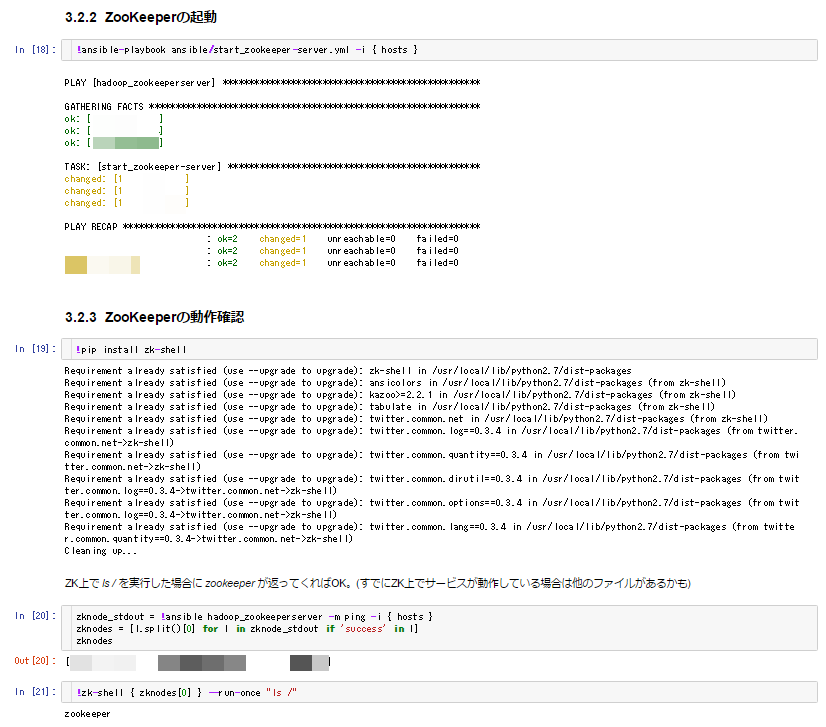 3.2.2 ZooKeeperの起動
In [18]: !ansible-playbook ansible/start_zookeeper-server.yml -i { hosts }
PLAY [hadoop_zookeeperserver] **************************************************
GATHERING FACTS ****************************************************************
ok: [ ]
ok: [ ]
ok: [ ]
TASK: [start_zookeeper-server] *************************************************
changed: [1 ]
changed: [1 ]
changed: [1 ]
PLAY RECAP *********************************************************************
: ok=2 changed=1 unreachable=0 failed=0
: ok=2 changed=1 unreachable=0 failed=0
: ok=2 changed=1 unreachable=0 failed=0
3.2.3 ZooKeeperの動作確認
In [19]: !pip install zk-shell
Requirement already satisfied (use --upgrade to upgrade): zk-shell in /usr/local/lib/python2.7/dist-packages
Requirement already satisfied (use --upgrade to upgrade): ansicolors in /usr/local/lib/python2.7/dist-packages (from zk-shell)
Requirement already satisfied (use --upgrade to upgrade): kazoo>=2.2.1 in /usr/local/lib/python2.7/dist-packages (from zk-shell)
Requirement already satisfied (use --upgrade to upgrade): tabulate in /usr/local/lib/python2.7/dist-packages (from zk-shell)
Requirement already satisfied (use --upgrade to upgrade): twitter.common.net in /usr/local/lib/python2.7/dist-packages (from zk-shell)
Requirement already satisfied (use --upgrade to upgrade): twitter.common.log==0.3.4 in /usr/local/lib/python2.7/dist-packages (from twitter.
common.net->zk-shell)
Requirement already satisfied (use --upgrade to upgrade): twitter.common.quantity==0.3.4 in /usr/local/lib/python2.7/dist-packages (from twi
tter.common.net->zk-shell)
Requirement already satisfied (use --upgrade to upgrade): twitter.common.dirutil==0.3.4 in /usr/local/lib/python2.7/dist-packages (from twit
ter.common.log==0.3.4->twitter.common.net->zk-shell)
Requirement already satisfied (use --upgrade to upgrade): twitter.common.options==0.3.4 in /usr/local/lib/python2.7/dist-packages (from twit
ter.common.log==0.3.4->twitter.common.net->zk-shell)
Requirement already satisfied (use --upgrade to upgrade): twitter.common.lang==0.3.4 in /usr/local/lib/python2.7/dist-packages (from twitte
r.common.quantity==0.3.4->twitter.common.net->zk-shell)
Cleaning up...
ZK上で ls / を実行した場合に zookeeper が返ってくればOK。(すでにZK上でサービスが動作している場合は他のファイルがあるかも)
In [20]: zknode_stdout = !ansible hadoop_zookeeperserver -m ping -i { hosts }
zknodes = [l.split()[0] for l in zknode_stdout if 'success' in l]
zknodes
Out[20]: [ ]
In [21]: !zk-shell { zknodes[0] } --run-once "ls /"
zookeeper